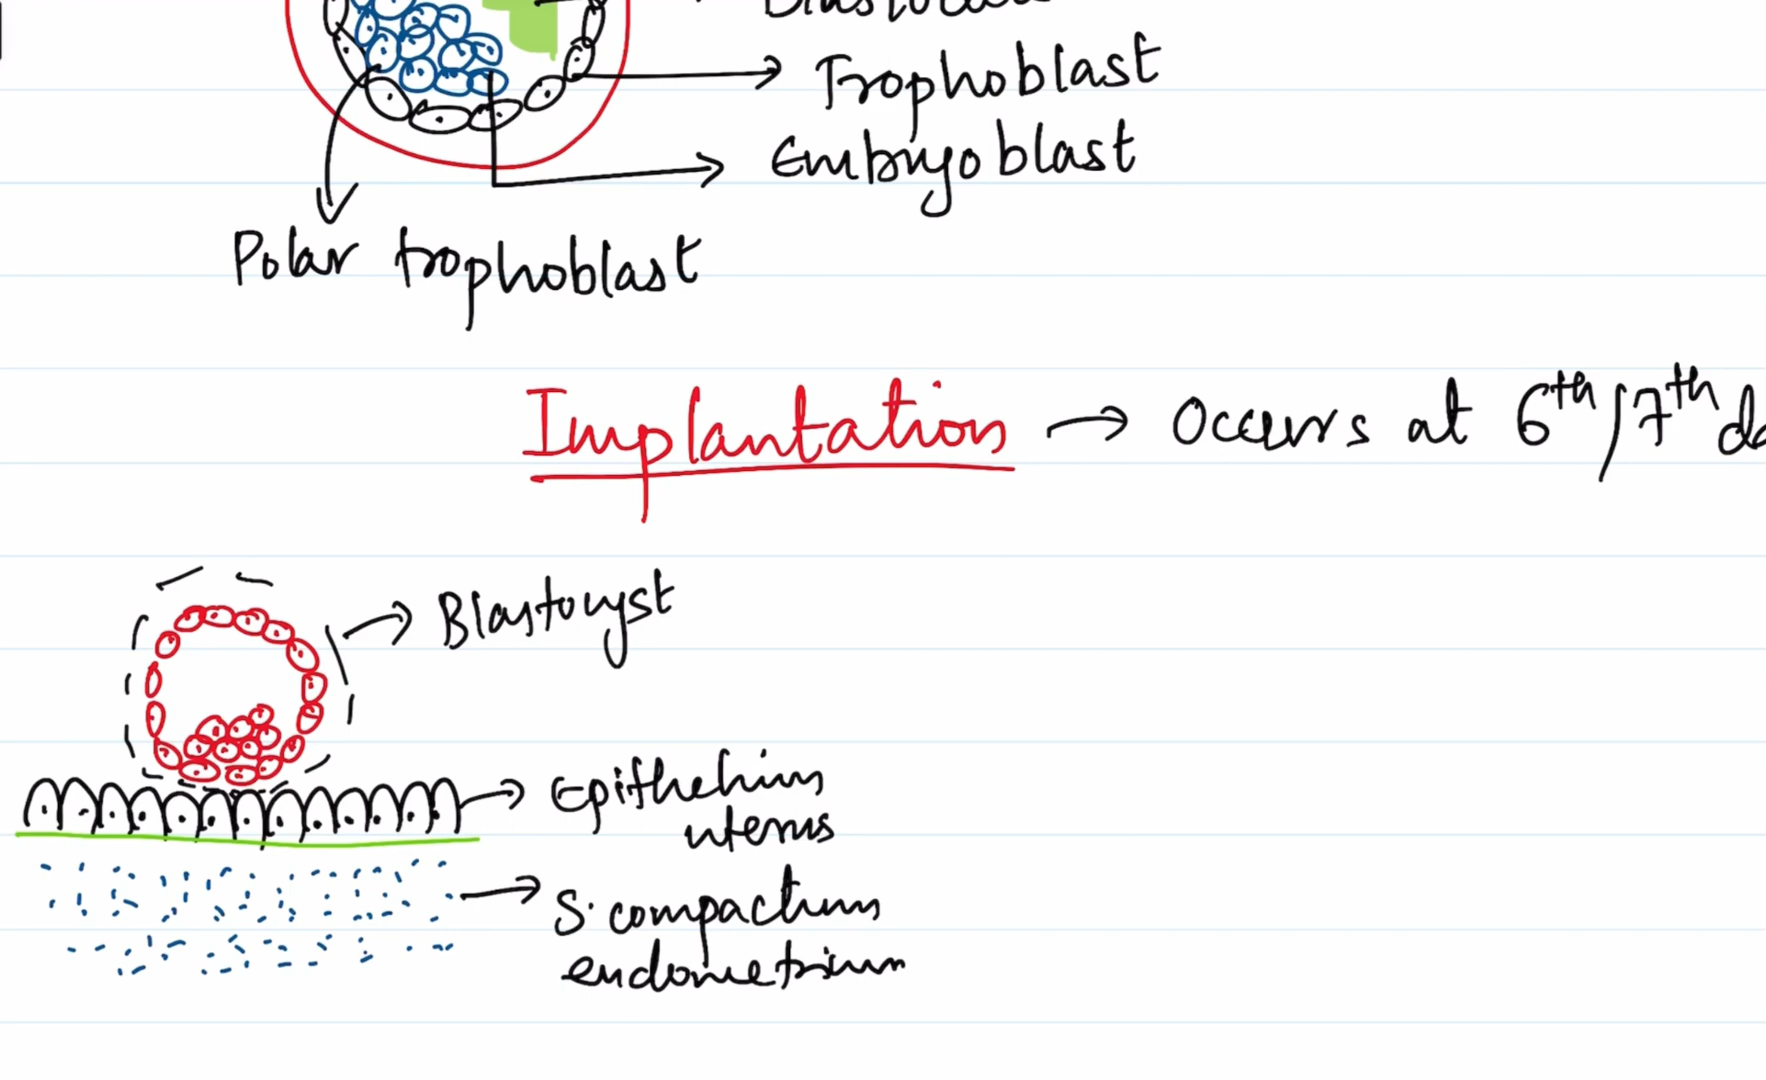 Trophoblast
Embryoblast
Polar trophoblast
Implantation → Occurs at 6th/7th
Blastocyst
Epithelium
uterus
S. compactum
endometrium